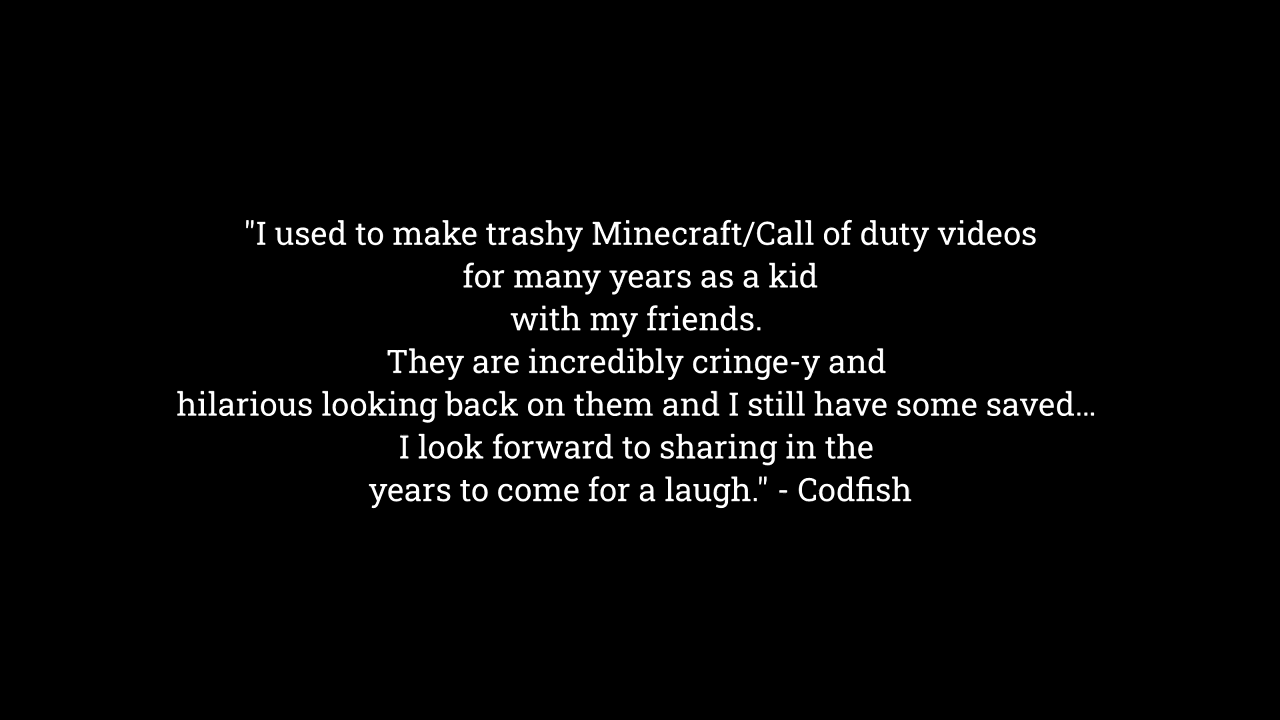 "I used to make trashy Minecraft/Call of duty videos
for many years as a kid
with my friends.
They are incredibly cringe-y and
hilarious looking back on them and I still have some saved...
I look forward to sharing in the
years to come for a laugh." - Codfish